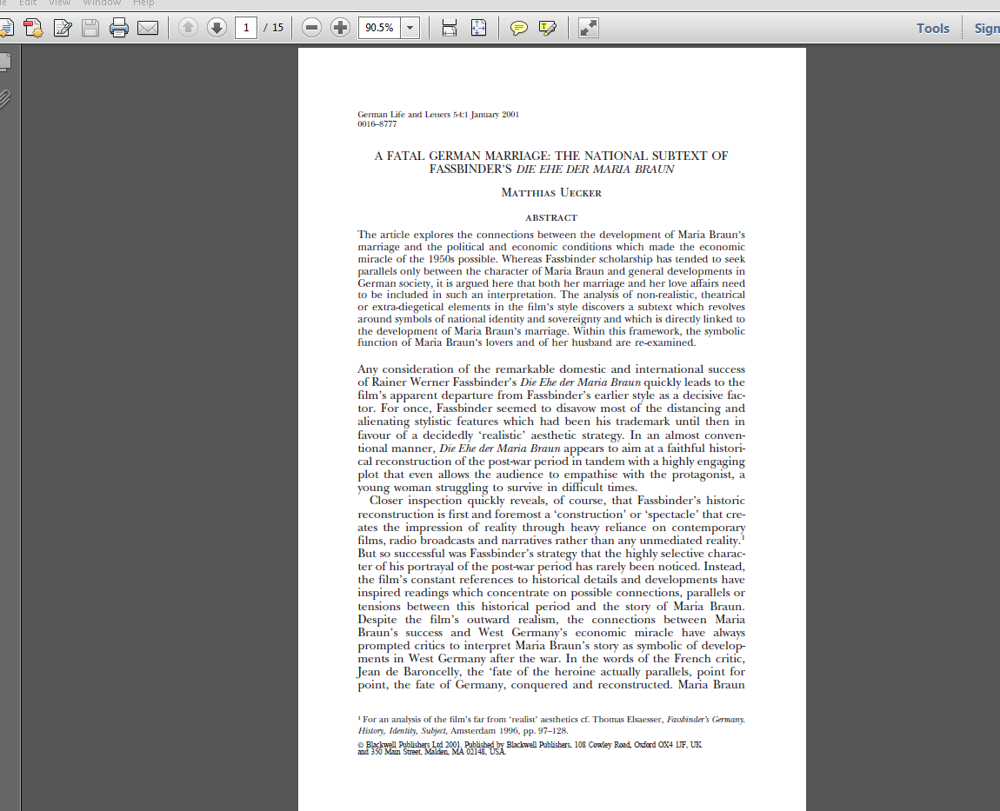 Edit View Window Help
1 / 15 90.5% Tools Sign
German Life and Letters 54:1 January 2001
0016–8777
A FATAL GERMAN MARRIAGE: THE NATIONAL SUBTEXT OF
FASSBINDER’S DIE EHE DER MARIA BRAUN
MATTHIAS UECKER
ABSTRACT
The article explores the connections between the development of Maria Braun’s
marriage and the political and economic conditions which made the economic
miracle of the 1950s possible. Whereas Fassbinder scholarship has tended to seek
parallels only between the character of Maria Braun and general developments in
German society, it is argued here that both her marriage and her love affairs need
to be included in such an interpretation. The analysis of non-realistic, theatrical
or extra-diegetical elements in the film’s style discovers a subtext which revolves
around symbols of national identity and sovereignty and which is directly linked to
the development of Maria Braun’s marriage. Within this framework, the symbolic
function of Maria Braun’s lovers and of her husband are re-examined.
Any consideration of the remarkable domestic and international success
of Rainer Werner Fassbinder’s Die Ehe der Maria Braun quickly leads to the
film’s apparent departure from Fassbinder’s earlier style as a decisive fac-
tor. For once, Fassbinder seemed to disavow most of the distancing and
alienating stylistic features which had been his trademark until then in
favour of a decidedly ‘realistic’ aesthetic strategy. In an almost conven-
tional manner, Die Ehe der Maria Braun appears to aim at a faithful histori-
cal reconstruction of the post-war period in tandem with a highly engaging
plot that even allows the audience to empathise with the protagonist, a
young woman struggling to survive in difficult times.
Closer inspection quickly reveals, of course, that Fassbinder’s historic
reconstruction is first and foremost a ‘construction’ or ‘spectacle’ that cre-
ates the impression of reality through heavy reliance on contemporary
films, radio broadcasts and narratives rather than any unmediated reality.¹
But so successful was Fassbinder’s strategy that the highly selective charac-
ter of his portrayal of the post-war period has rarely been noticed. Instead,
the film’s constant references to historical details and developments have
inspired readings which concentrate on possible connections, parallels or
tensions between this historical period and the story of Maria Braun.
Despite the film’s outward realism, the connections between Maria
Braun’s success and West Germany’s economic miracle have always
prompted critics to interpret Maria Braun’s story as symbolic of develop-
ments in West Germany after the war. In the words of the French critic,
Jean de Baroncelly, the ‘fate of the heroine actually parallels, point for
point, the fate of Germany, conquered and reconstructed. Maria Braun
¹ For an analysis of the film’s far from ‘realist’ aesthetics cf. Thomas Elsaesser, Fassbinder’s Germany.
History, Identity, Subject, Amsterdam 1996, pp. 97–128.
© Blackwell Publishers Ltd 2001. Published by Blackwell Publishers, 108 Cowley Road, Oxford OX4 1JF, UK
and 350 Main Street, Malden, MA 02148, USA.